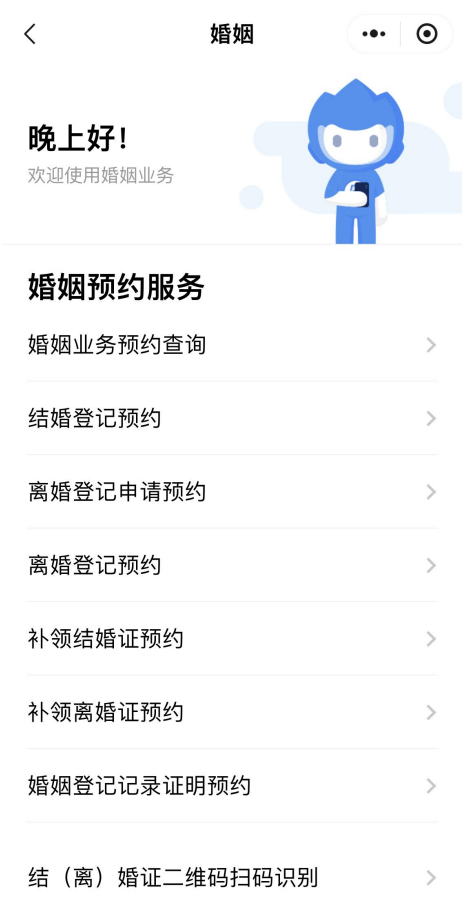 婚姻
晚上好!
欢迎使用婚姻业务
婚姻预约服务
婚姻业务预约查询
结婚登记预约
离婚登记申请预约
离婚登记预约
补领结婚证预约
补领离婚证预约
婚姻登记记录证明预约
结（离）婚证二维码扫码识别